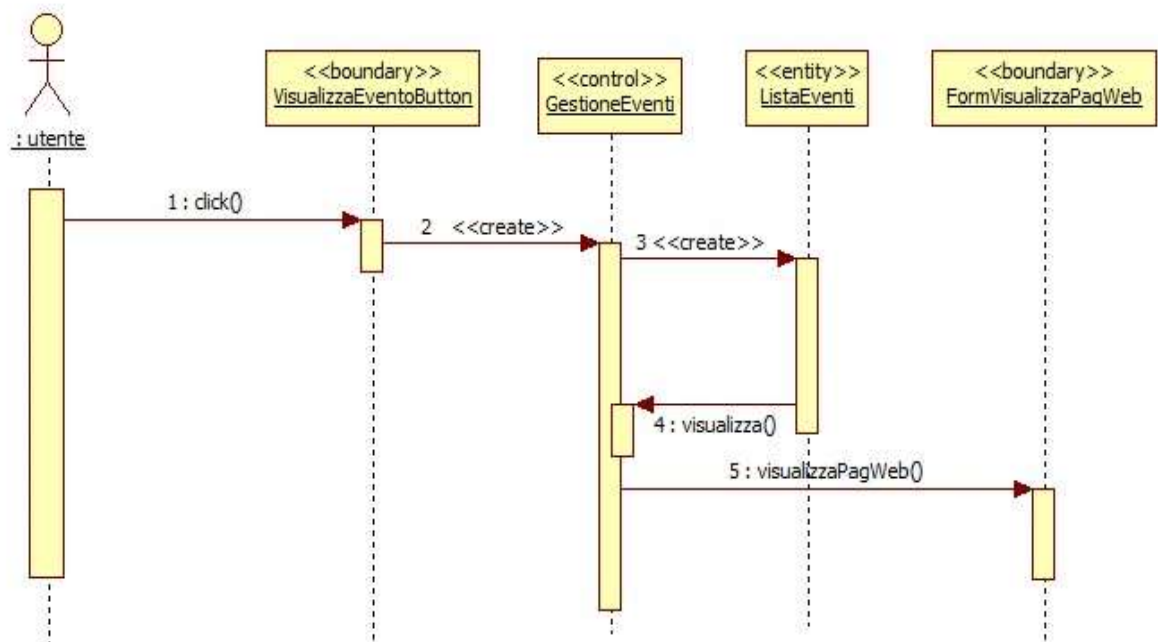 <<boundary>>
VisualizzaEventoButton
<<control>>
GestioneEventi
<<entity>>
ListaEventi
<<boundary>>
FormVisualizzaPagWeb
: utente
1 : click()
2 <<create>>
3 <<create>>
4 : visualizza()
5 : visualizzaPagWeb()